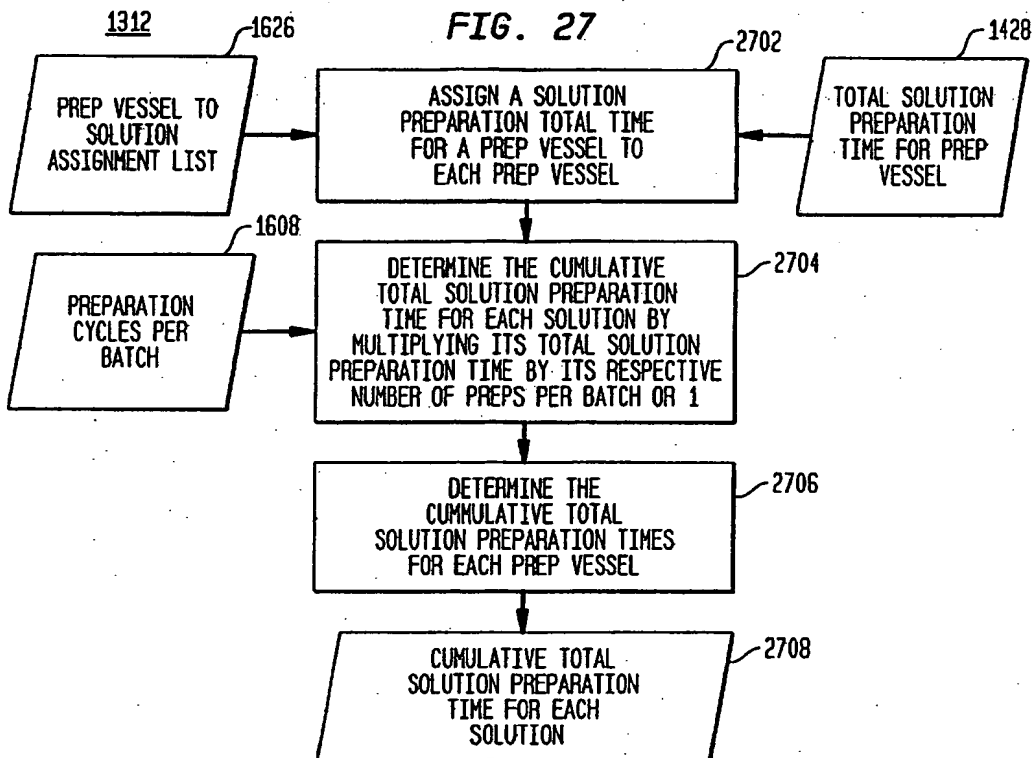 1312
1626
FIG. 27
2702
1428
PREP VESSEL TO
SOLUTION
ASSIGNMENT LIST
ASSIGN A SOLUTION
PREPARATION TOTAL TIME
FOR A PREP VESSEL TO
EACH PREP VESSEL
TOTAL SOLUTION
PREPARATION
TIME FOR PREP
VESSEL
1608
PREPARATION
CYCLES PER
BATCH
2704
DETERMINE THE CUMULATIVE
TOTAL SOLUTION PREPARATION
TIME FOR EACH SOLUTION BY
MULTIPLYING ITS TOTAL SOLUTION
PREPARATION TIME BY ITS RESPECTIVE
NUMBER OF PREPS PER BATCH OR 1
2706
DETERMINE THE
CUMMULATIVE TOTAL
SOLUTION PREPARATION TIMES
FOR EACH PREP VESSEL
2708
CUMULATIVE TOTAL
SOLUTION PREPARATION
TIME FOR EACH
SOLUTION